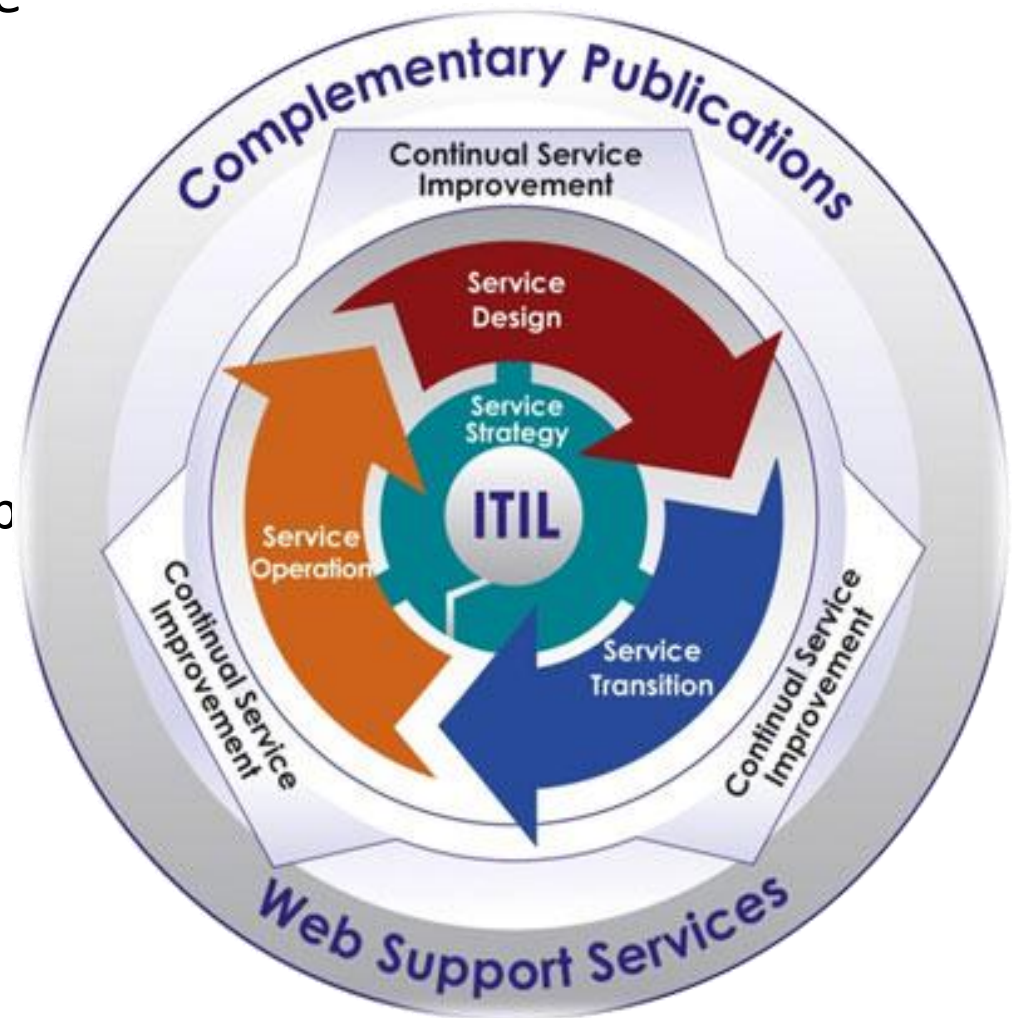 Complementary Publications
Continual Service
Improvement
Service
Design
Service
Strategy
ITIL
Service
Operation
Service
Transition
Continual Service
Improvement
Continual Service
Improvement
Web Support Services